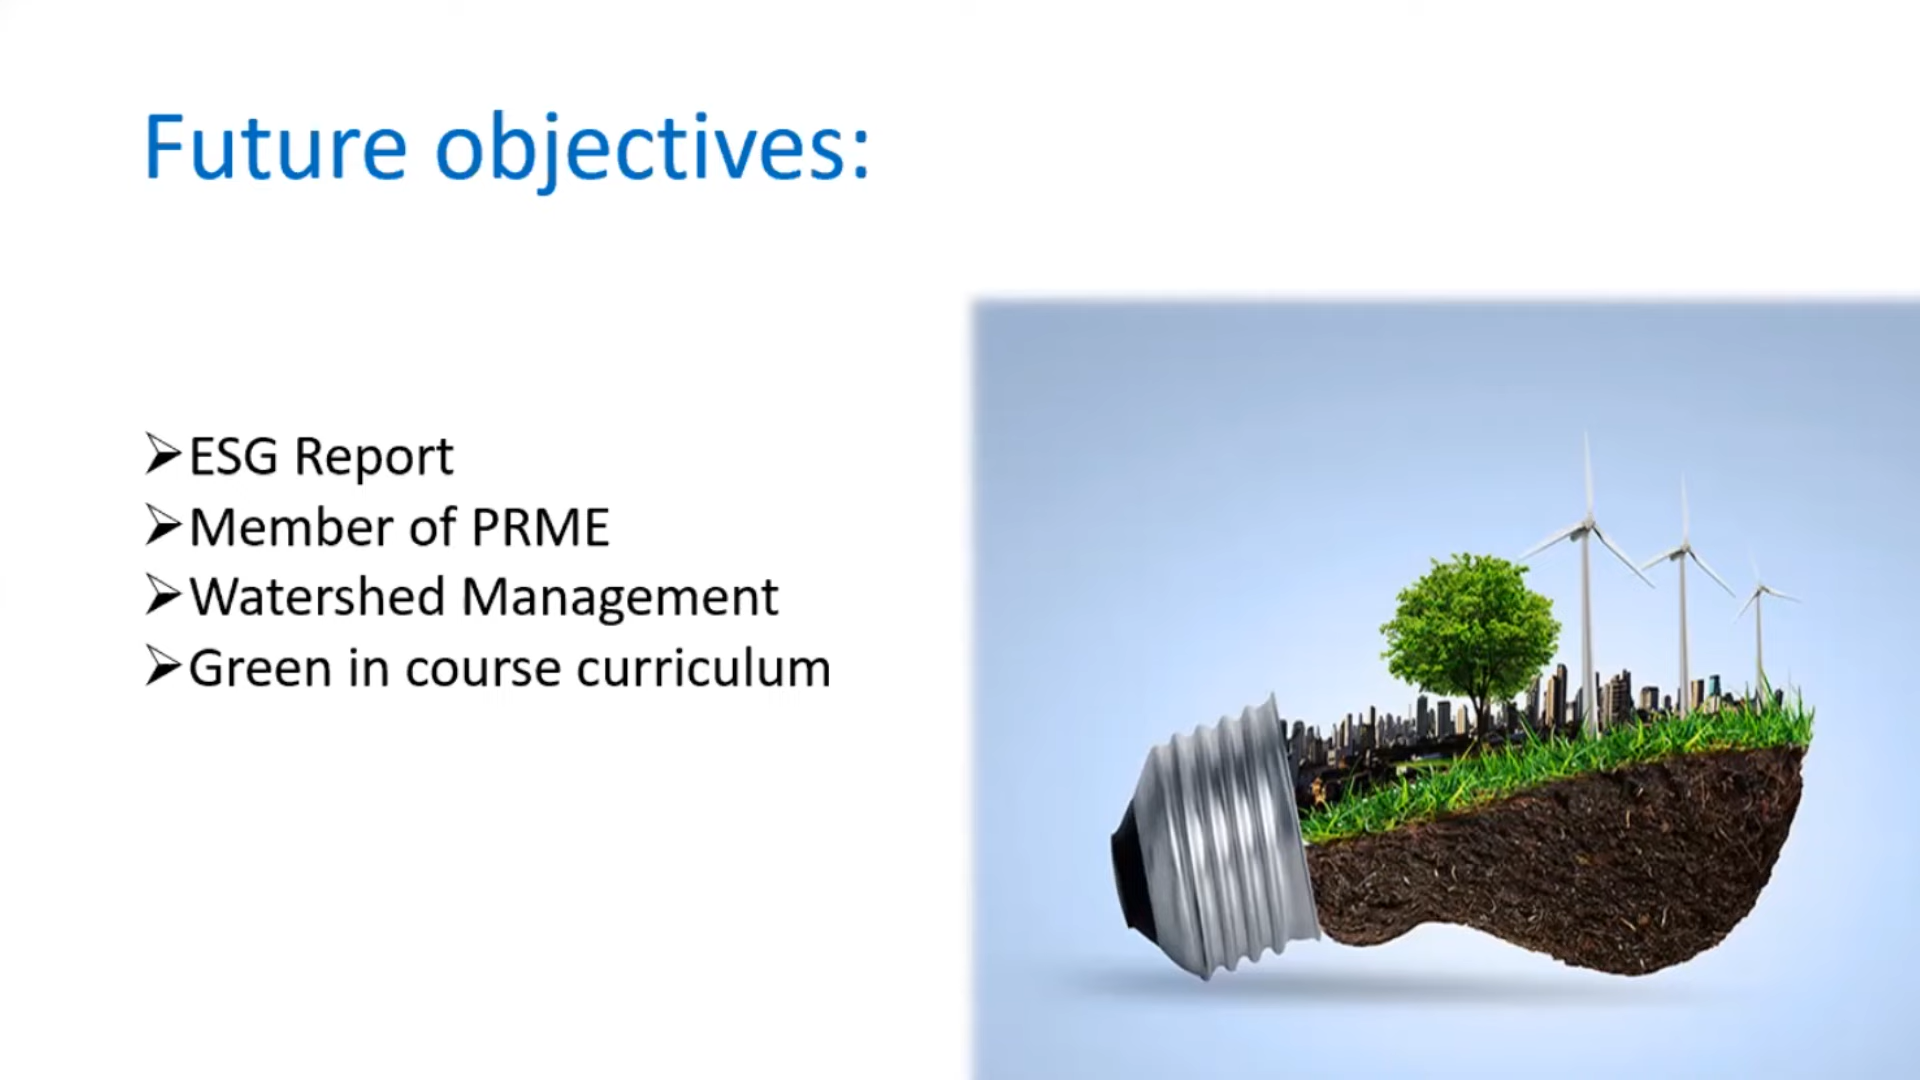 Future objectives:
➢ESG Report
➢Member of PRME
➢Watershed Management
➢Green in course curriculum